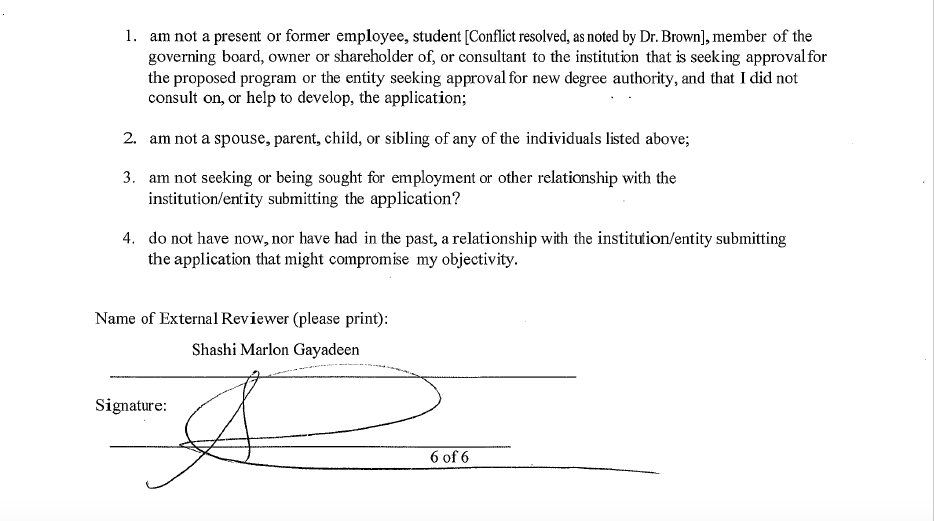 1. am not a present or former employee, student [Conflict resolved, as noted by Dr. Brown], member of the
governing board, owner or shareholder of, or consultant to the institution that is seeking approval for
the proposed program or the entity seeking approval for new degree authority, and that I did not
consult on, or help to develop, the application;
2. am not a spouse, parent, child, or sibling of any of the individuals listed above;
3. am not seeking or being sought for employment or other relationship with the
institution/entity submitting the application?
4. do not have now, nor have had in the past, a relationship with the institution/entity submitting
the application that might compromise my objectivity.
Name of External Reviewer (please print):
Shashi Marlon Gayadeen
Signature:
6 of 6